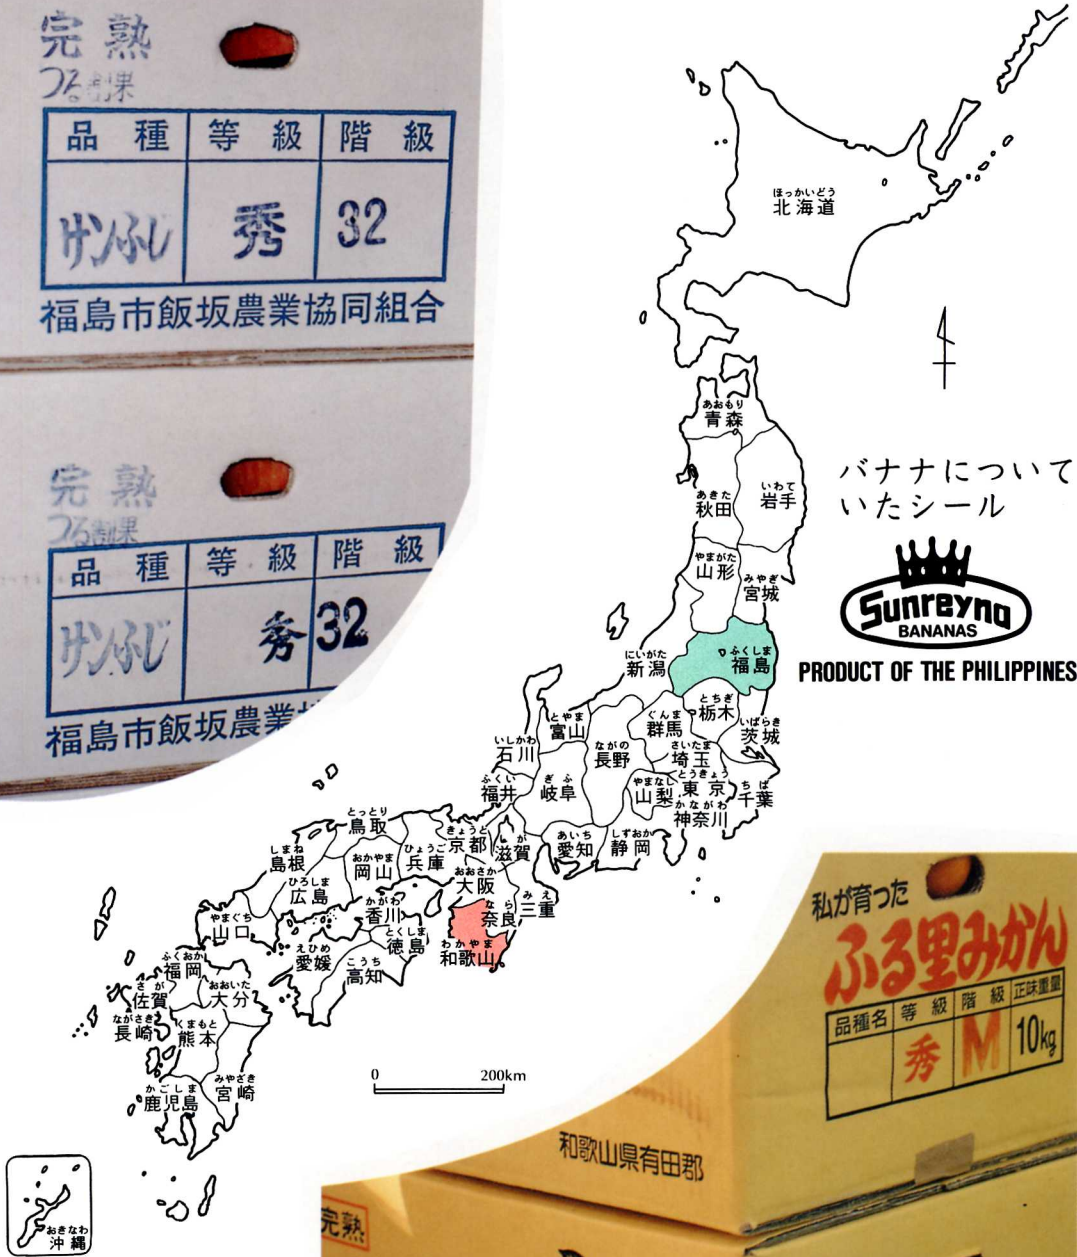 完熟
つる割果
品種 等級 階級
サンふじ 秀 32
福島市飯坂農業協同組合
完熟
つる割果
品種 等級 階級
サンふじ 秀 32
福島市飯坂農業協
ほっかいどう
北海道
あおもり
青森
あきた
秋田
いわて
岩手
やまがた
山形
みやぎ
宮城
ふくしま
福島
にいがた
新潟
バナナについて
いたシール
Sunreyna
BANANAS
PRODUCT OF THE PHILIPPINES
とちぎ
栃木
ぐんま
群馬
いばらき
茨城
とやま
富山
いしかわ
石川
ながの
長野
さいたま
埼玉
ふくい
福井
ぎふ
岐阜
やまなし
山梨
とうきょう
東京
ちば
千葉
かながわ
神奈川
とっとり
鳥取
しまね
島根
おかやま
岡山
ひょうご
兵庫
きょうと
京都
しが
滋賀
あいち
愛知
しずおか
静岡
ひろしま
広島
おおさか
大阪
なら
奈良
みえ
三重
やまぐち
山口
かがわ
香川
とくしま
徳島
わかやま
和歌山
えひめ
愛媛
こうち
高知
ふくおか
福岡
さが
佐賀
おおいた
大分
ながさき
長崎
くまもと
熊本
かごしま
鹿児島
みやざき
宮崎
おきなわ
沖縄
0 200km
私が育った
ふる里みかん
品種名 等級 階級 正味重量
秀 M 10kg
和歌山県有田郡
完熟